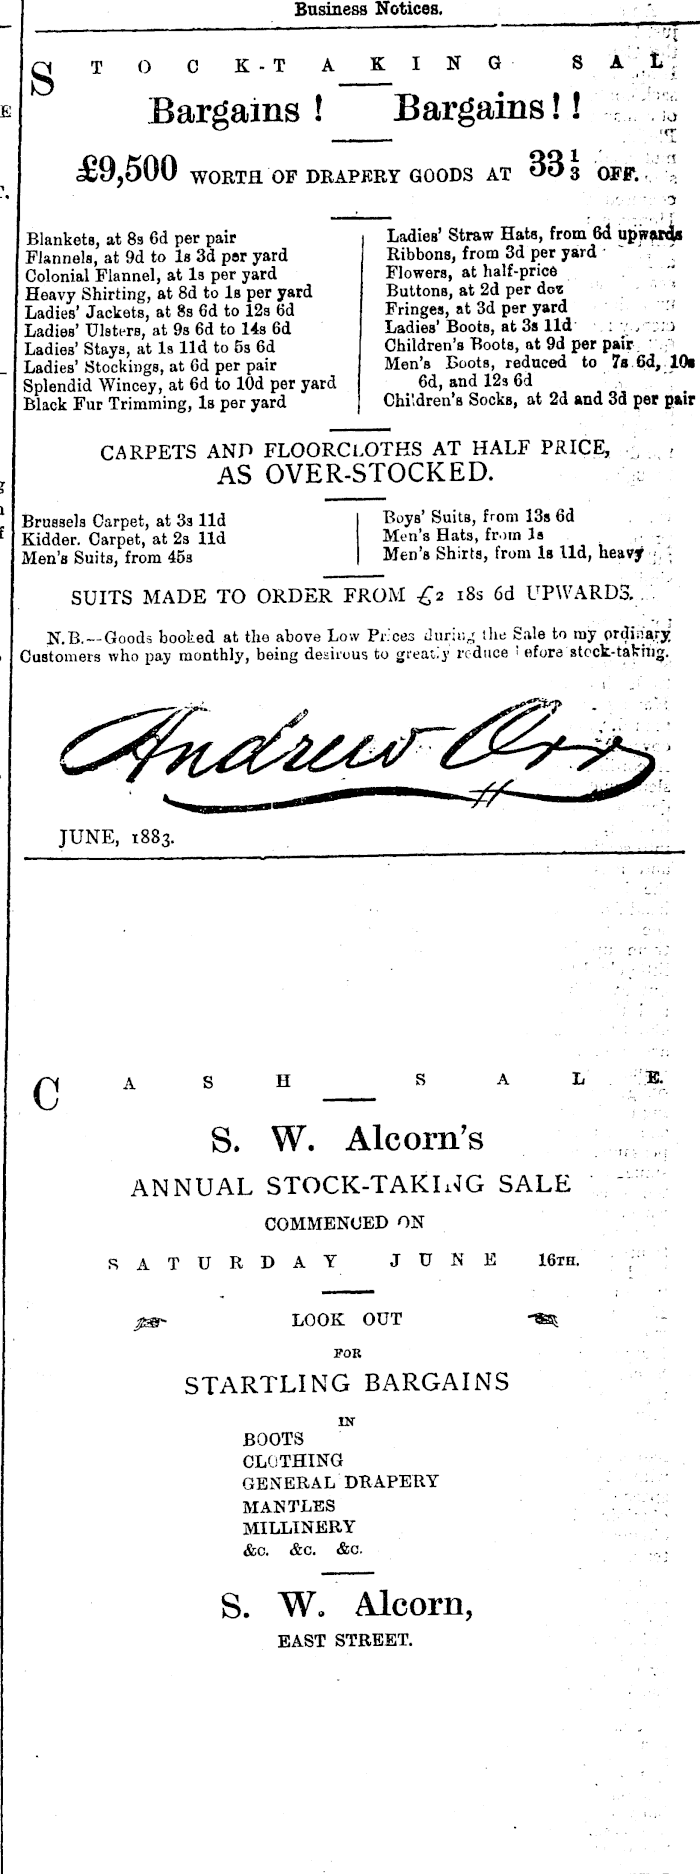 Business Notices.
STOCK-TAKING SAL
Bargains! Bargains!!
£9,500 WORTH OF DRAPERY GOODS AT 33 1/3 OFF.
Blankets, at 8s 6d per pair
Flannels, at 9d to 1s 3d per yard
Colonial Flannel, at 1s per yard
Heavy Shirting, at 8d to 1s per yard
Ladies' Jackets, at 8s 6d to 12s 6d
Ladies' Ulsters, at 9s 6d to 14s 6d
Ladies' Stays, at 1s 11d to 5s 6d
Ladies' Stockings, at 6d per pair
Splendid Wincey, at 6d to 10d per yard
Black Fur Trimming, 1s per yard
Ladies' Straw Hats, from 6d upwards
Ribbons, from 3d per yard
Flowers, at half-price
Buttons, at 2d per doz
Fringes, at 3d per yard
Ladies' Boots, at 3s 11d
Children's Boots, at 9d per pair
Men's Boots, reduced to 7s 6d, 10s
6d, and 12s 6d
Children's Socks, at 2d and 3d per pair
CARPETS AND FLOORCLOTHS AT HALF PRICE,
AS OVER-STOCKED.
Brussels Carpet, at 3s 11d
Kidder. Carpet, at 2s 11d
Men's Suits, from 45s
Boys' Suits, from 13s 6d
Men's Hats, from 1s
Men's Shirts, from 1s 11d, heavy
SUITS MADE TO ORDER FROM £2 18s 6d UPWARDS.
N.B.—Goods booked at the above Low Prices during the Sale to my ordinary
Customers who pay monthly, being desirous to greatly reduce before stock-taking.
Andrew Orr
JUNE, 1883.
CASH SALE.
S. W. Alcorn's
ANNUAL STOCK-TAKING SALE
COMMENCED ON
SATURDAY JUNE 16TH.
LOOK OUT
FOR
STARTLING BARGAINS
IN
BOOTS
CLOTHING
GENERAL DRAPERY
MANTLES
MILLINERY
&c. &c. &c.
S. W. Alcorn,
EAST STREET.